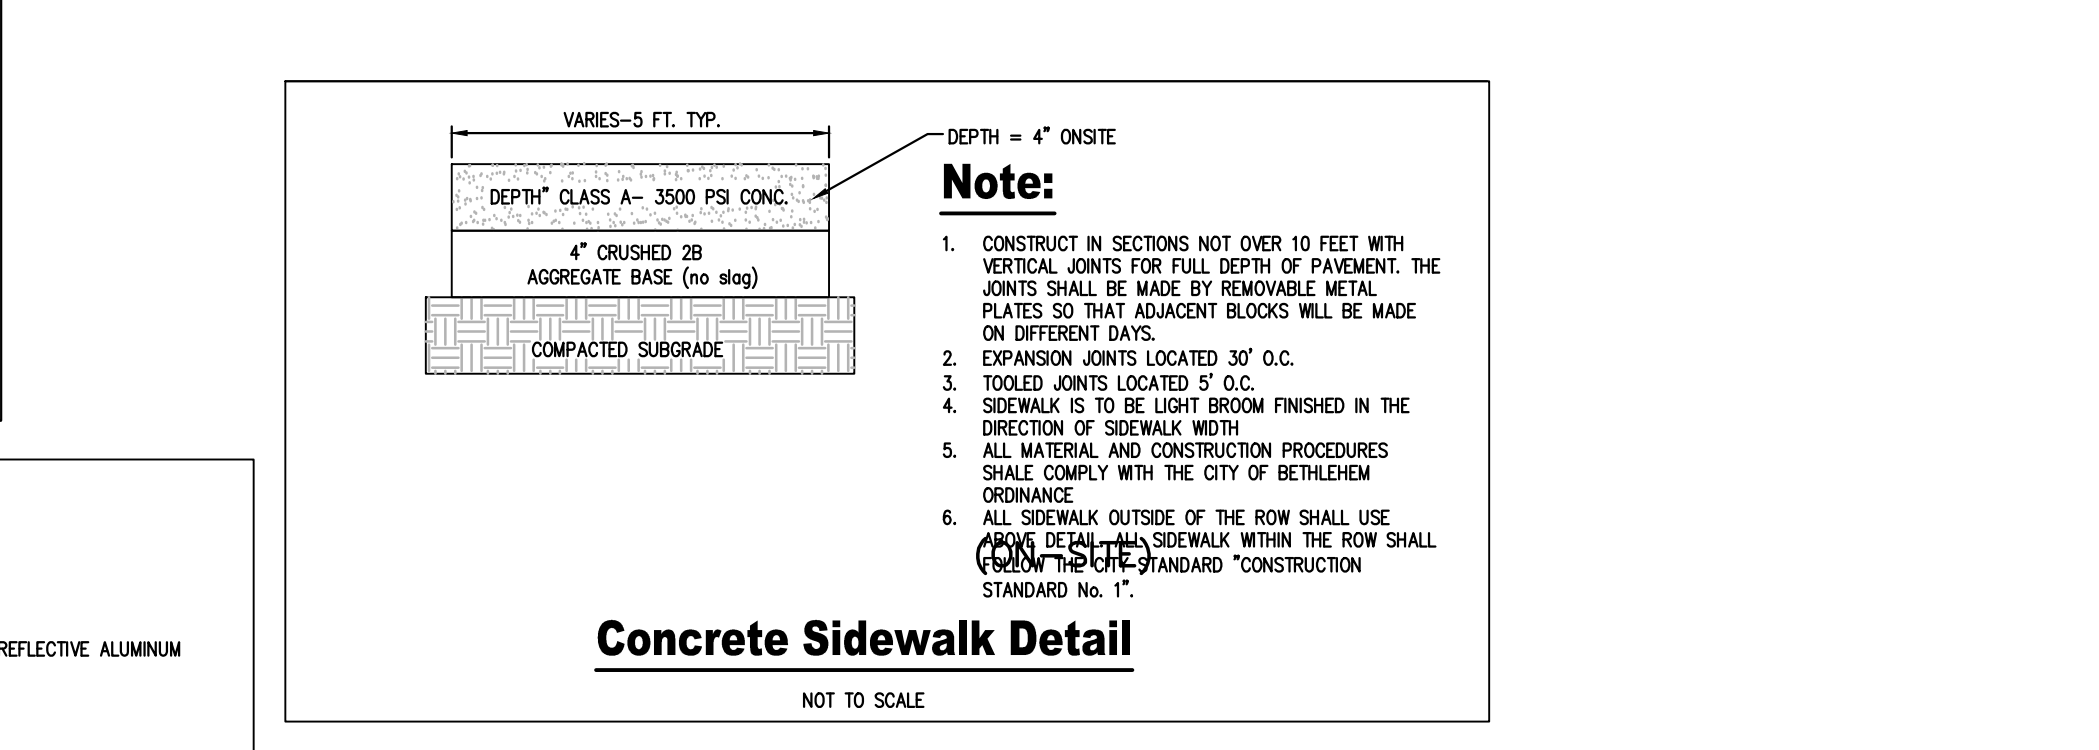 VARIES-5 FT. TYP.
DEPTH = 4" ONSITE
DEPTH" CLASS A- 3500 PSI CONC.
4" CRUSHED 2B
AGGREGATE BASE (no slag)
COMPACTED SUBGRADE
Note:
1. CONSTRUCT IN SECTIONS NOT OVER 10 FEET WITH
VERTICAL JOINTS FOR FULL DEPTH OF PAVEMENT. THE
JOINTS SHALL BE MADE BY REMOVABLE METAL
PLATES SO THAT ADJACENT BLOCKS WILL BE MADE
ON DIFFERENT DAYS.
2. EXPANSION JOINTS LOCATED 30' O.C.
3. TOOLED JOINTS LOCATED 5' O.C.
4. SIDEWALK IS TO BE LIGHT BROOM FINISHED IN THE
DIRECTION OF SIDEWALK WIDTH
5. ALL MATERIAL AND CONSTRUCTION PROCEDURES
SHALE COMPLY WITH THE CITY OF BETHLEHEM
ORDINANCE
6. ALL SIDEWALK OUTSIDE OF THE ROW SHALL USE
ABOVE DETAIL. ALL SIDEWALK WITHIN THE ROW SHALL
FOLLOW THE CITY STANDARD "CONSTRUCTION
STANDARD No. 1".
(ON-SITE)
Concrete Sidewalk Detail
NOT TO SCALE
REFLECTIVE ALUMINUM